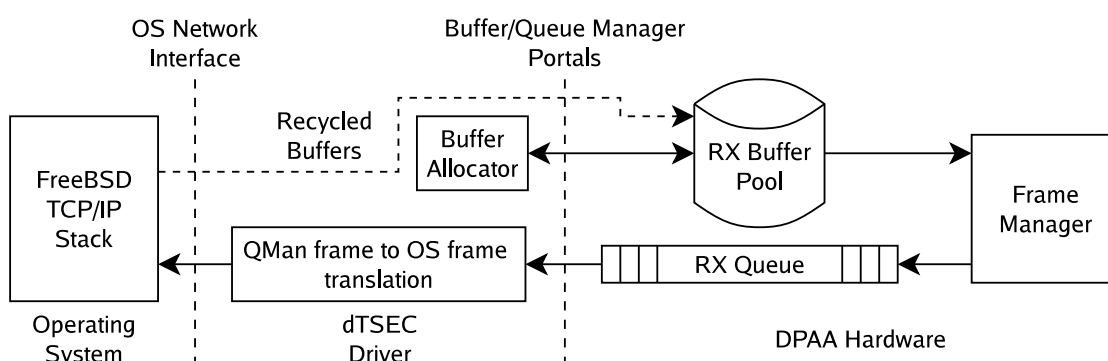 OS Network
Interface
Buffer/Queue Manager
Portals
Recycled
Buffers
Buffer
Allocator
RX Buffer
Pool
FreeBSD
TCP/IP
Stack
Frame
Manager
QMan frame to OS frame
translation
RX Queue
Operating
System
dTSEC
Driver
DPAA Hardware